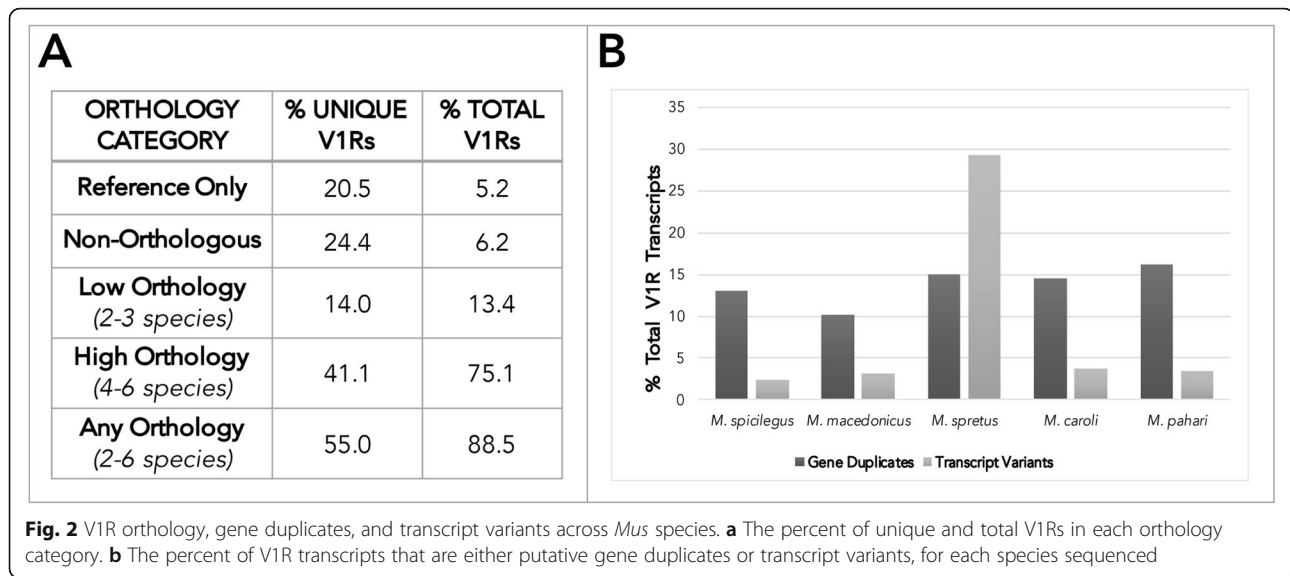 A
ORTHOLOGY CATEGORY % UNIQUE V1Rs % TOTAL V1Rs
Reference Only 20.5 5.2
Non-Orthologous 24.4 6.2
Low Orthology (2-3 species) 14.0 13.4
High Orthology (4-6 species) 41.1 75.1
Any Orthology (2-6 species) 55.0 88.5
B
% Total V1R Transcripts
35
30
25
20
15
10
5
0
M. spicilegus M. macedonicus M. spretus M. caroli M. pahari
Gene Duplicates Transcript Variants
Fig. 2 V1R orthology, gene duplicates, and transcript variants across Mus species. a The percent of unique and total V1Rs in each orthology
category. b The percent of V1R transcripts that are either putative gene duplicates or transcript variants, for each species sequenced